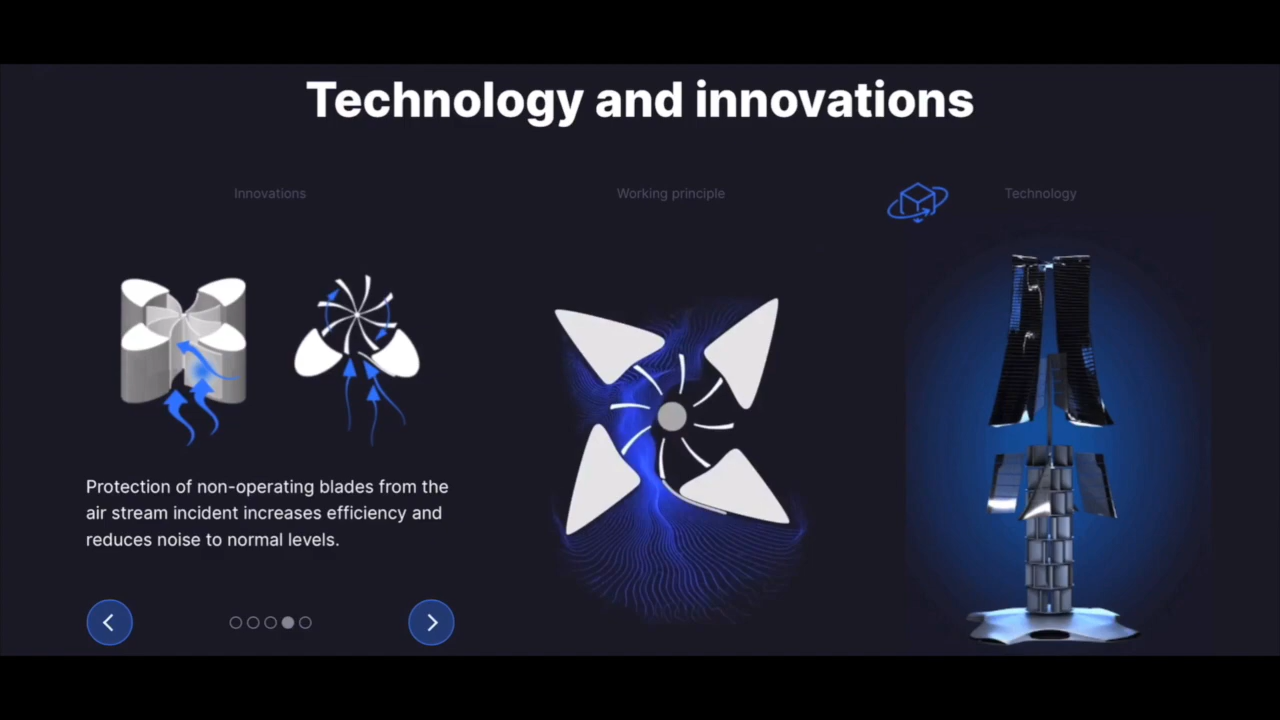 Technology and innovations
Innovations
Working principle
Technology
Protection of non-operating blades from the
air stream incident increases efficiency and
reduces noise to normal levels.